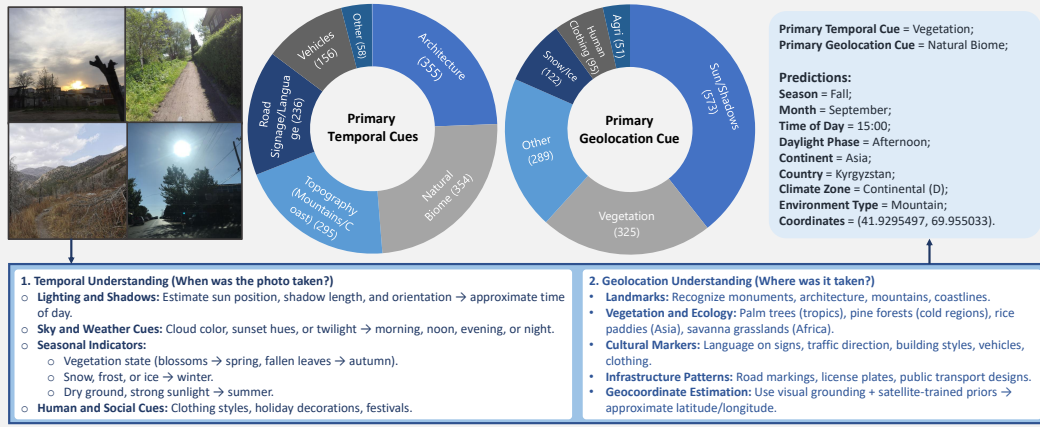 Architecture
(355)
Natural
Biome (354)
Topography
(Mountains/C
oast) (295)
Road
Signage/Langua
ge (236)
Vehicles
(156)
Other (58)
Primary
Temporal Cues
Sun/Shadows
(573)
Vegetation
(325)
Other
(289)
Snow/Ice
(122)
Human
Clothing (95)
Agri (51)
Primary
Geolocation Cue
Primary Temporal Cue = Vegetation;
Primary Geolocation Cue = Natural Biome;
Predictions:
Season = Fall;
Month = September;
Time of Day = 15:00;
Daylight Phase = Afternoon;
Continent = Asia;
Country = Kyrgyzstan;
Climate Zone = Continental (D);
Environment Type = Mountain;
Coordinates = (41.9295497, 69.955033).
1. Temporal Understanding (When was the photo taken?)
○ Lighting and Shadows: Estimate sun position, shadow length, and orientation → approximate time
of day.
○ Sky and Weather Cues: Cloud color, sunset hues, or twilight → morning, noon, evening, or night.
○ Seasonal Indicators:
○ Vegetation state (blossoms → spring, fallen leaves → autumn).
○ Snow, frost, or ice → winter.
○ Dry ground, strong sunlight → summer.
○ Human and Social Cues: Clothing styles, holiday decorations, festivals.
2. Geolocation Understanding (Where was it taken?)
• Landmarks: Recognize monuments, architecture, mountains, coastlines.
• Vegetation and Ecology: Palm trees (tropics), pine forests (cold regions), rice
paddies (Asia), savanna grasslands (Africa).
• Cultural Markers: Language on signs, traffic direction, building styles, vehicles,
clothing.
• Infrastructure Patterns: Road markings, license plates, public transport designs.
• Geocoordinate Estimation: Use visual grounding + satellite-trained priors →
approximate latitude/longitude.